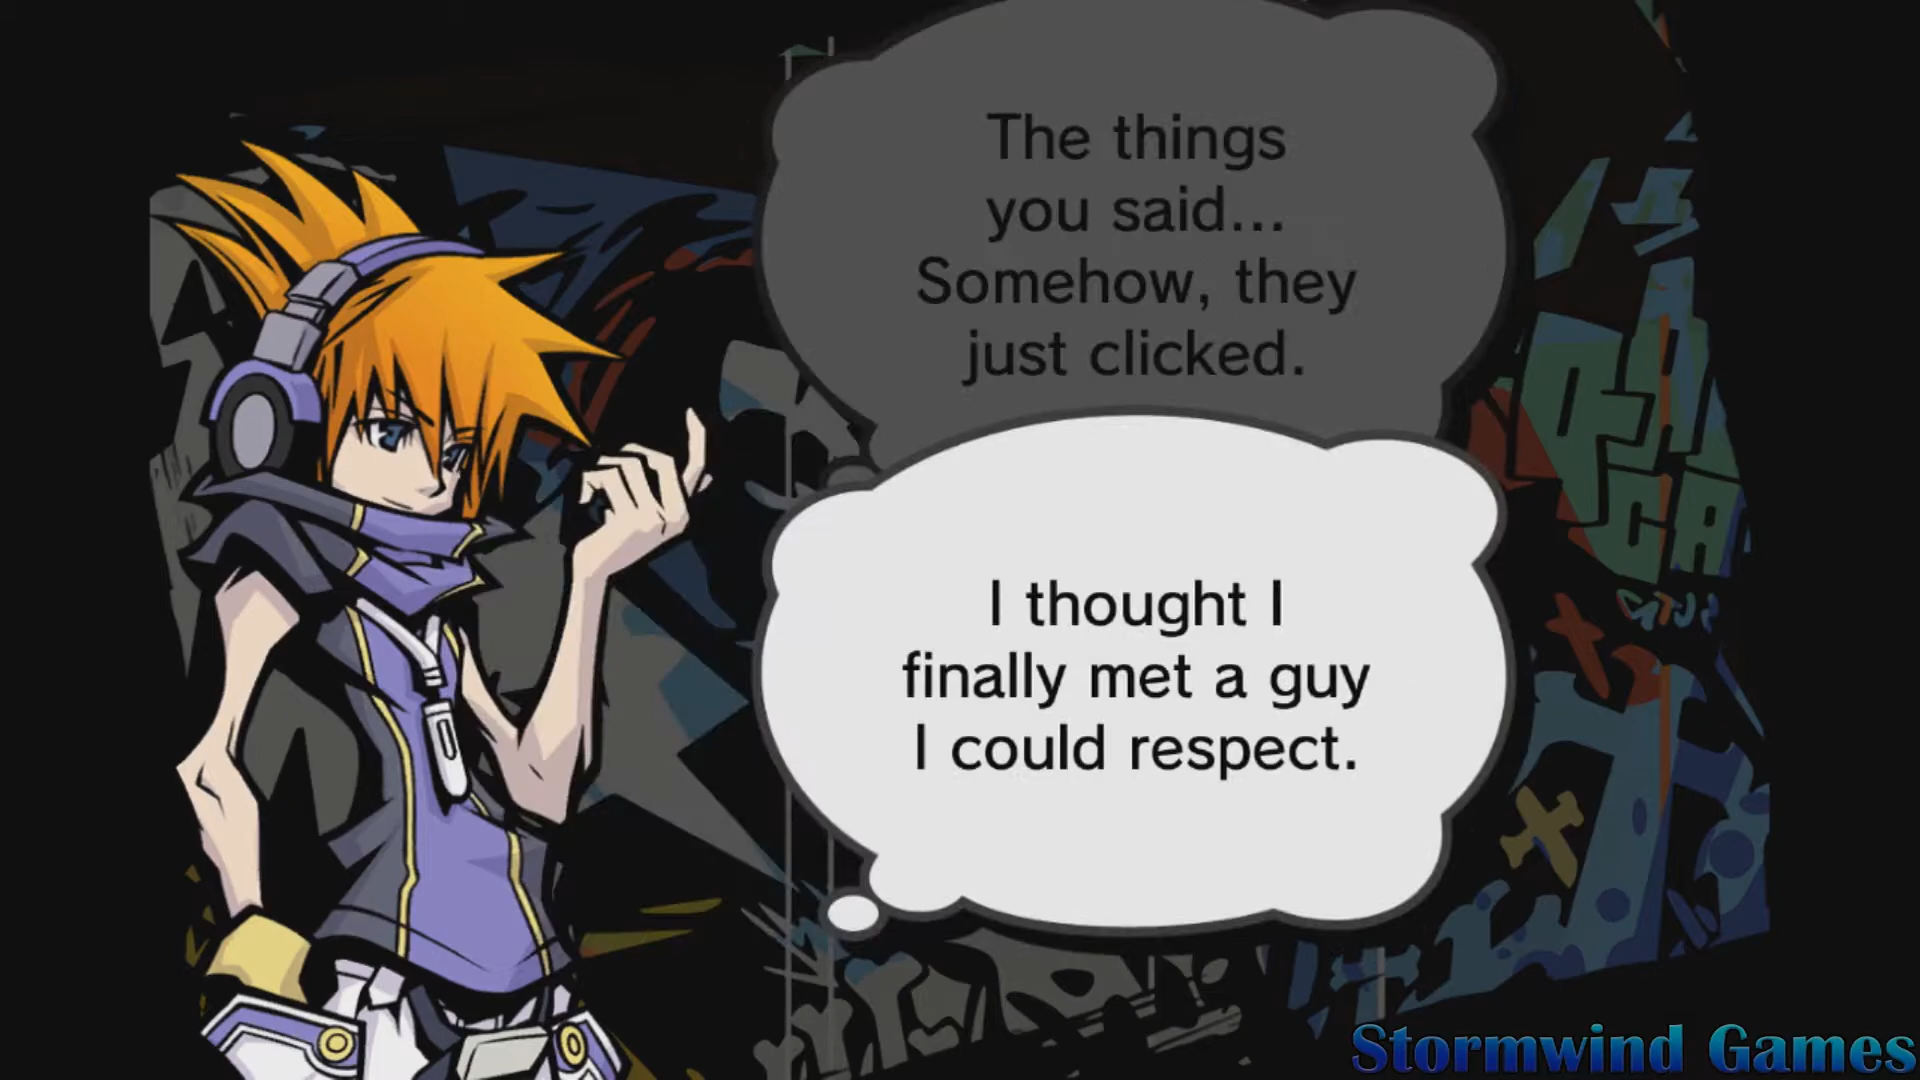 The things
you said...
Somehow, they
just clicked.
I thought I
finally met a guy
I could respect.
Stormwind Games